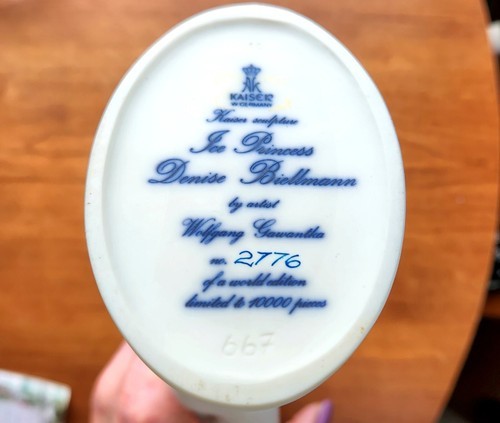 AK
KAISER
W. GERMANY
Kaiser sculpture
Ice Princess
Denise Biellmann
by artist
Wolfgang Gawantka
no. 2776
of a world edition
limited to 10000 pieces
667